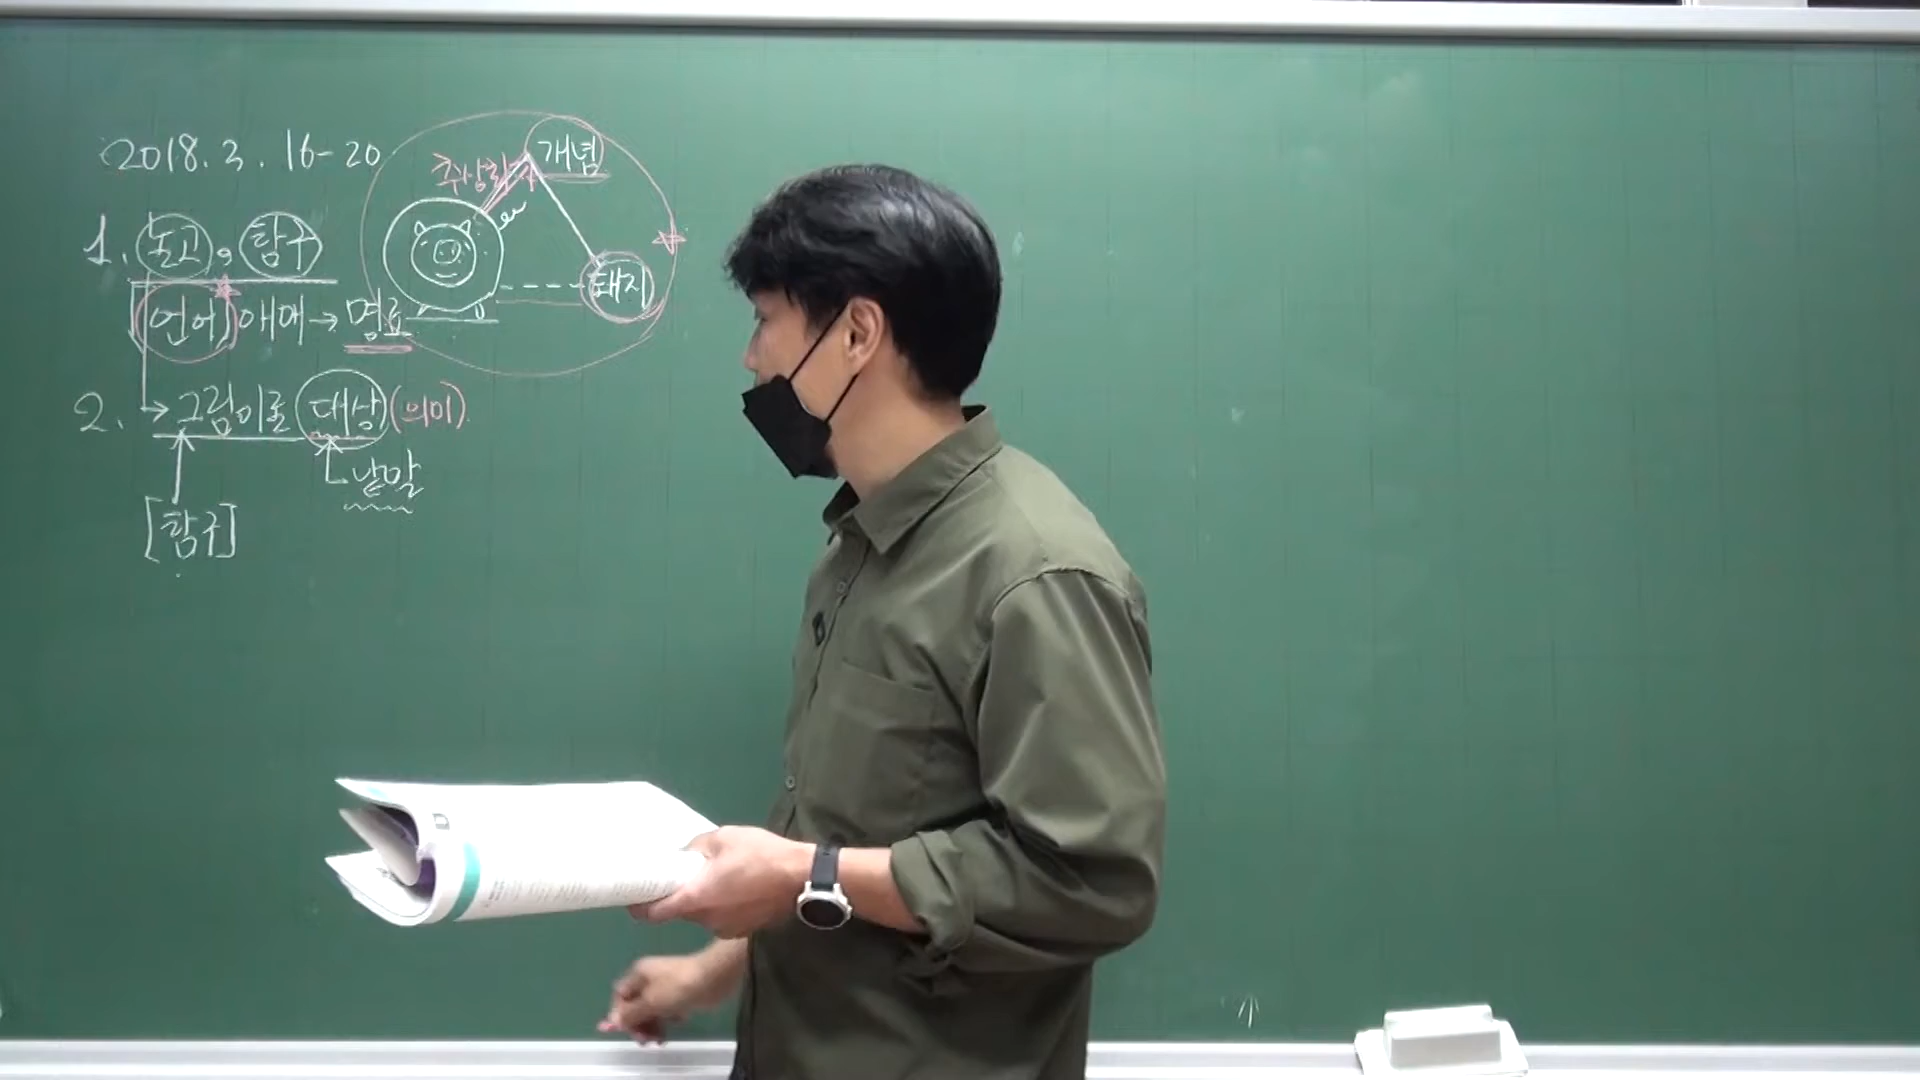 2018. 3. 16-20
추상화
개념
돼지
1. 논고, 탐구
언어 애매 → 명료
2. → 그림이론 대상 (의미)
낱말
[탐구]